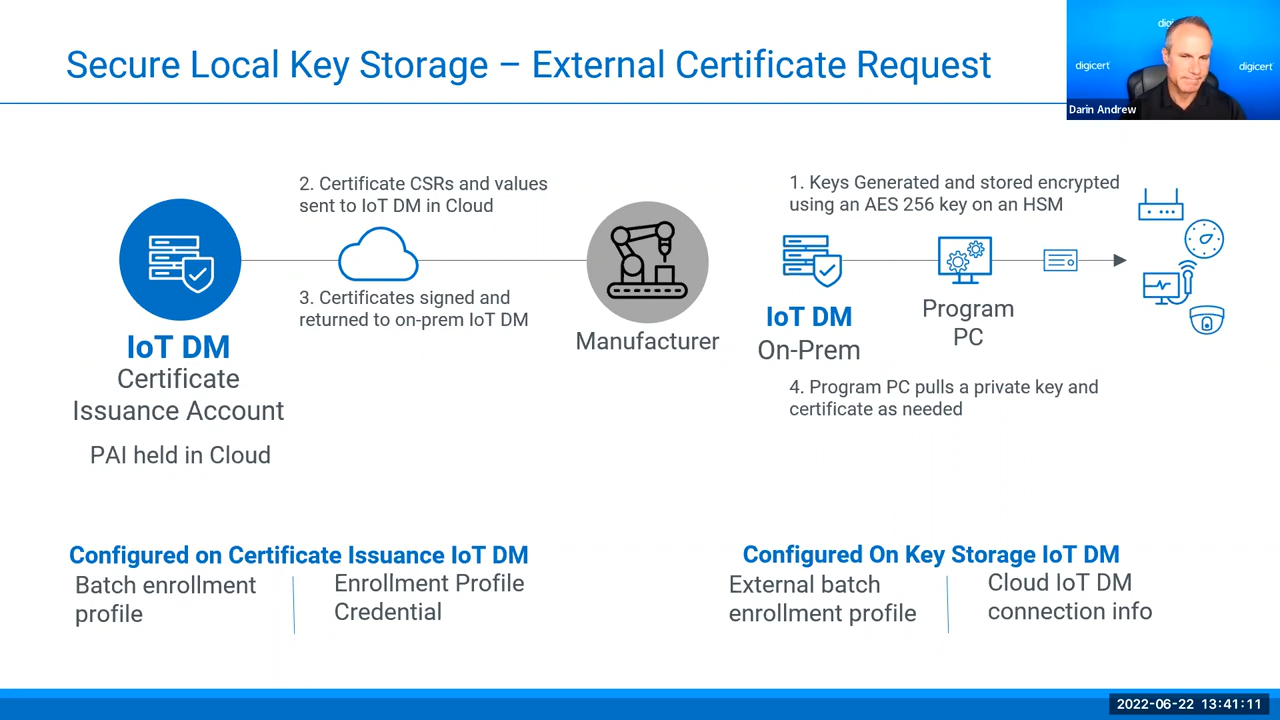 Secure Local Key Storage – External Certificate Request
digicert
digicert
Darin Andrew
2. Certificate CSRs and values
sent to IoT DM in Cloud
3. Certificates signed and
returned to on-prem IoT DM
IoT DM
Certificate
Issuance Account
PAI held in Cloud
Manufacturer
1. Keys Generated and stored encrypted
using an AES 256 key on an HSM
IoT DM
On-Prem
Program
PC
4. Program PC pulls a private key and
certificate as needed
Configured on Certificate Issuance IoT DM
Batch enrollment
profile
Enrollment Profile
Credential
Configured On Key Storage IoT DM
External batch
enrollment profile
Cloud IoT DM
connection info
2022-06-22 13:41:11